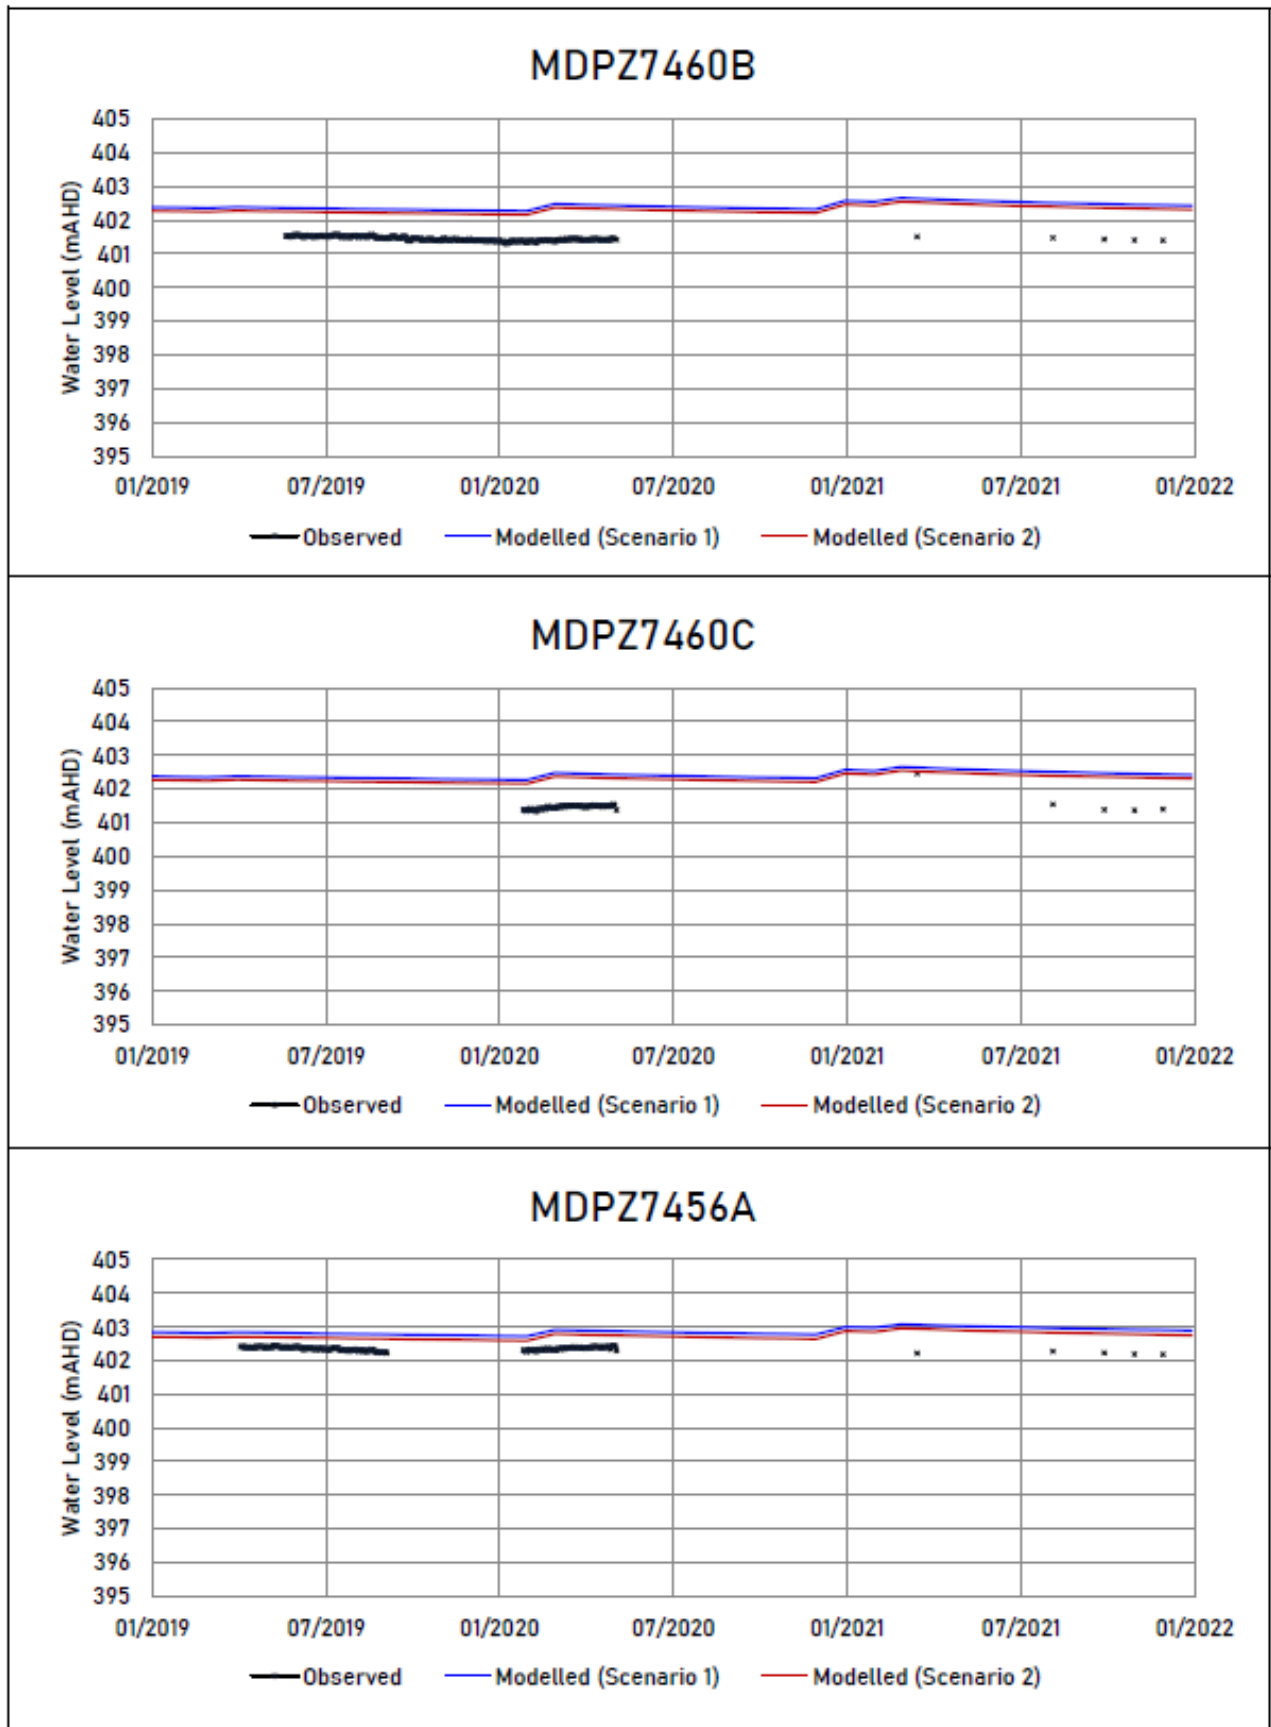 MDPZ7460B
Water Level (mAHD)
405
404
403
402
401
400
399
398
397
396
395
01/2019 07/2019 01/2020 07/2020 01/2021 07/2021 01/2022
Observed Modelled (Scenario 1) Modelled (Scenario 2)
MDPZ7460C
Water Level (mAHD)
405
404
403
402
401
400
399
398
397
396
395
01/2019 07/2019 01/2020 07/2020 01/2021 07/2021 01/2022
Observed Modelled (Scenario 1) Modelled (Scenario 2)
MDPZ7456A
Water Level (mAHD)
405
404
403
402
401
400
399
398
397
396
395
01/2019 07/2019 01/2020 07/2020 01/2021 07/2021 01/2022
Observed Modelled (Scenario 1) Modelled (Scenario 2)